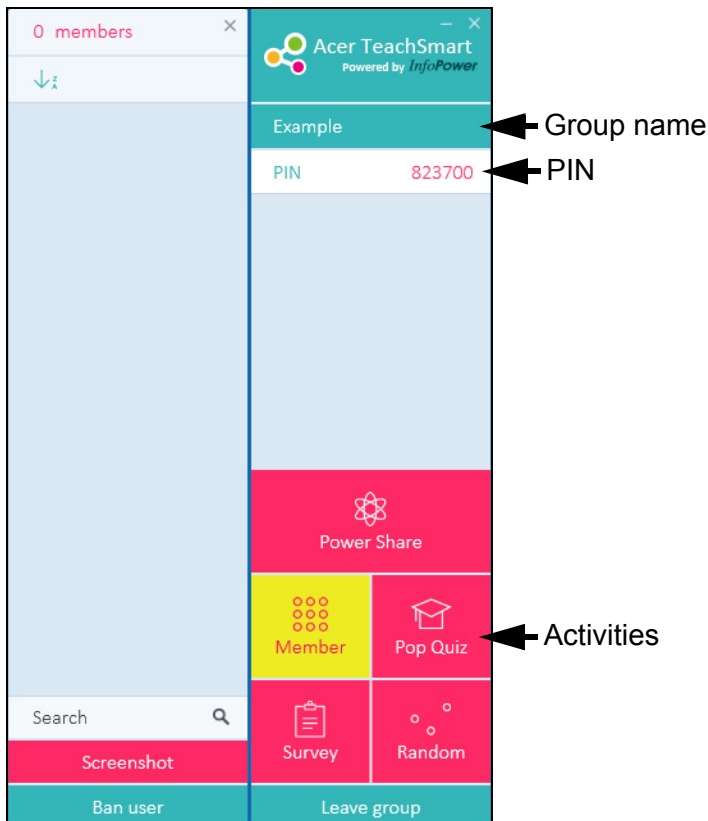 0 members
Z
A
Acer TeachSmart
Powered by InfoPower
Example
Group name
PIN 823700
PIN
Power Share
Member
Pop Quiz
Activities
Search
Survey
Random
Screenshot
Ban user
Leave group